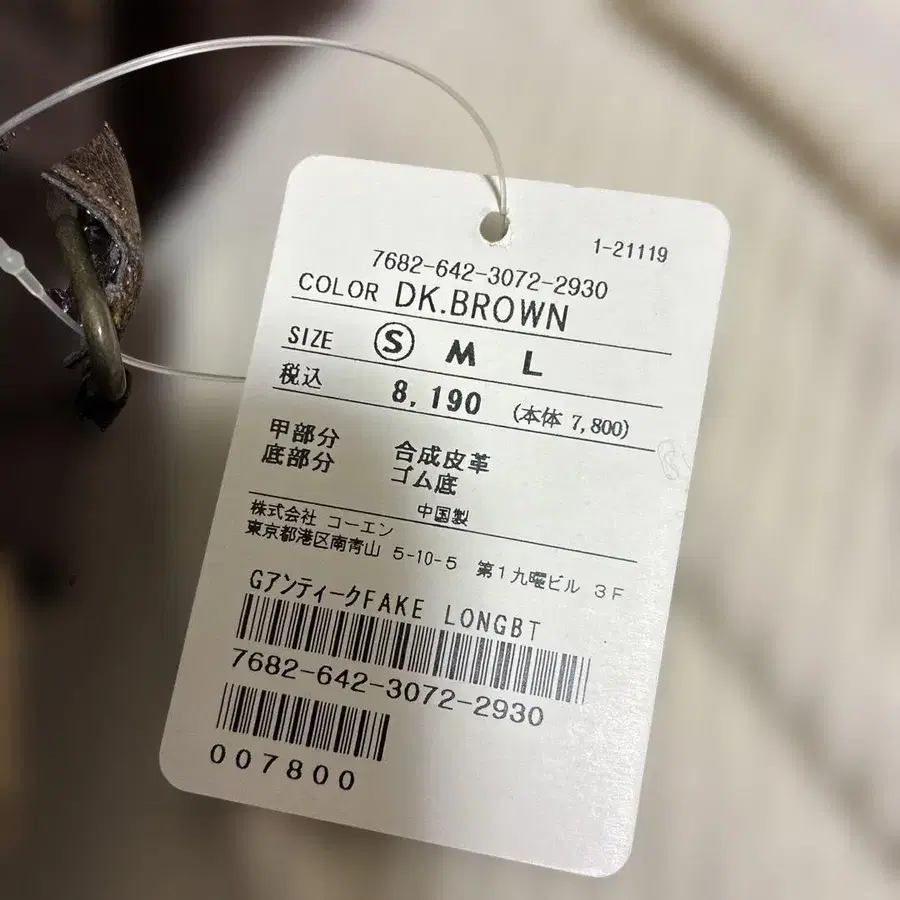 1-21119
7682-642-3072-2930
COLOR DK.BROWN
SIZE S M L
税込 8,190 (本体 7,800)
甲部分 合成皮革
底部分 ゴム底
中国製
株式会社 コーエン
東京都港区南青山 5-10-5 第1九曜ビル 3F
GアンティークFAKE LONGBT
7682-642-3072-2930
007800